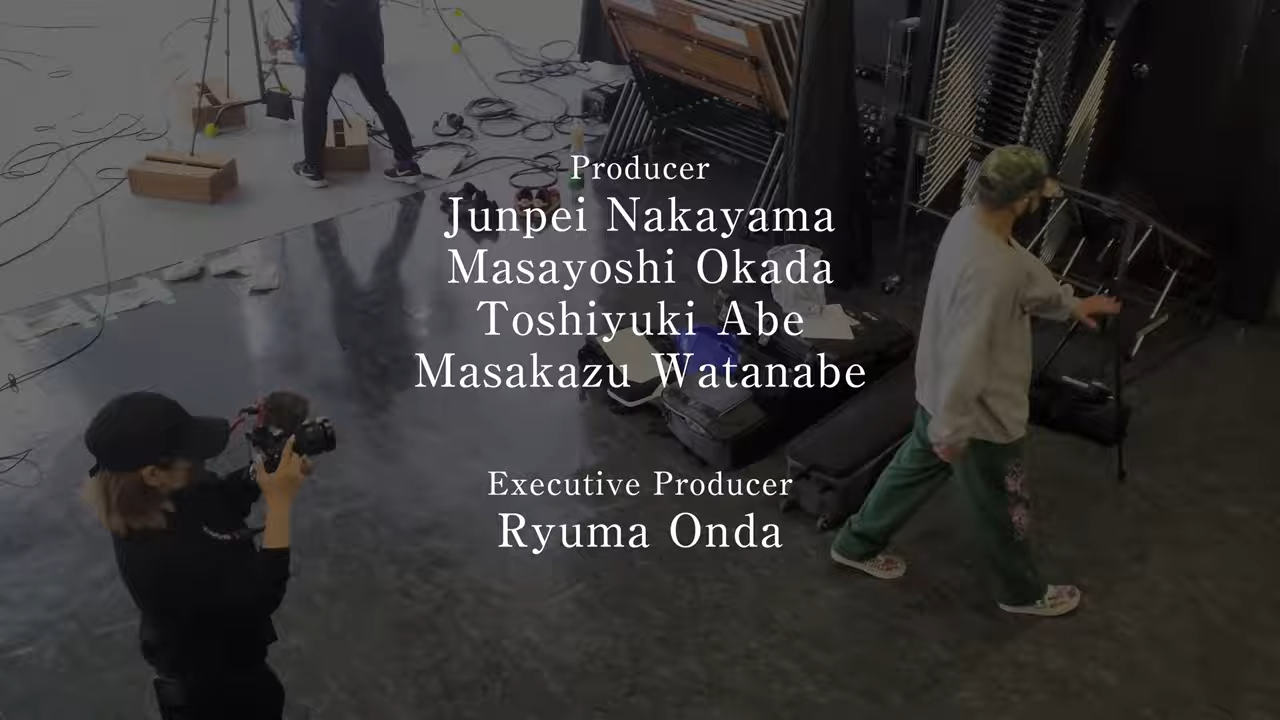 Producer
Junpei Nakayama
Masayoshi Okada
Toshiyuki Abe
Masakazu Watanabe
Executive Producer
Ryuma Onda